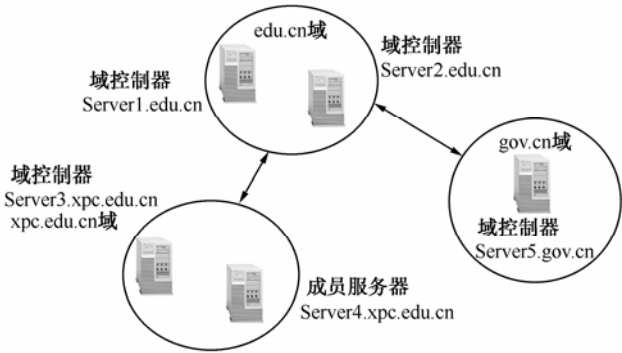 edu.cn域
域控制器
Server1.edu.cn
域控制器
Server2.edu.cn
域控制器
Server3.xpc.edu.cn
xpc.edu.cn域
成员服务器
Server4.xpc.edu.cn
gov.cn域
域控制器
Server5.gov.cn